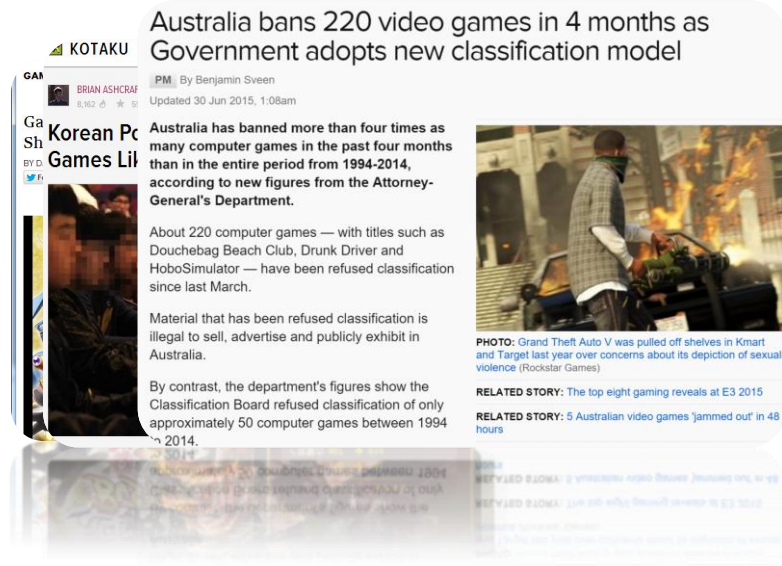 Australia bans 220 video games in 4 months as
Government adopts new classification model
PM By Benjamin Sveen
Updated 30 Jun 2015, 1:08am
Australia has banned more than four times as
many computer games in the past four months
than in the entire period from 1994-2014,
according to new figures from the Attorney-
General's Department.
About 220 computer games — with titles such as
Douchebag Beach Club, Drunk Driver and
HoboSimulator — have been refused classification
since last March.
Material that has been refused classification is
illegal to sell, advertise and publicly exhibit in
Australia.
By contrast, the department's figures show the
Classification Board refused classification of only
approximately 50 computer games between 1994
to 2014.
PHOTO: Grand Theft Auto V was pulled off shelves in Kmart
and Target last year over concerns about its depiction of sexual
violence (Rockstar Games)
RELATED STORY: The top eight gaming reveals at E3 2015
RELATED STORY: 5 Australian video games 'jammed out' in 48
hours
KOTAKU
BRIAN ASHCRAF
8,162
Korean Po
Games Lik
GAM
Ga
Sh
BY D